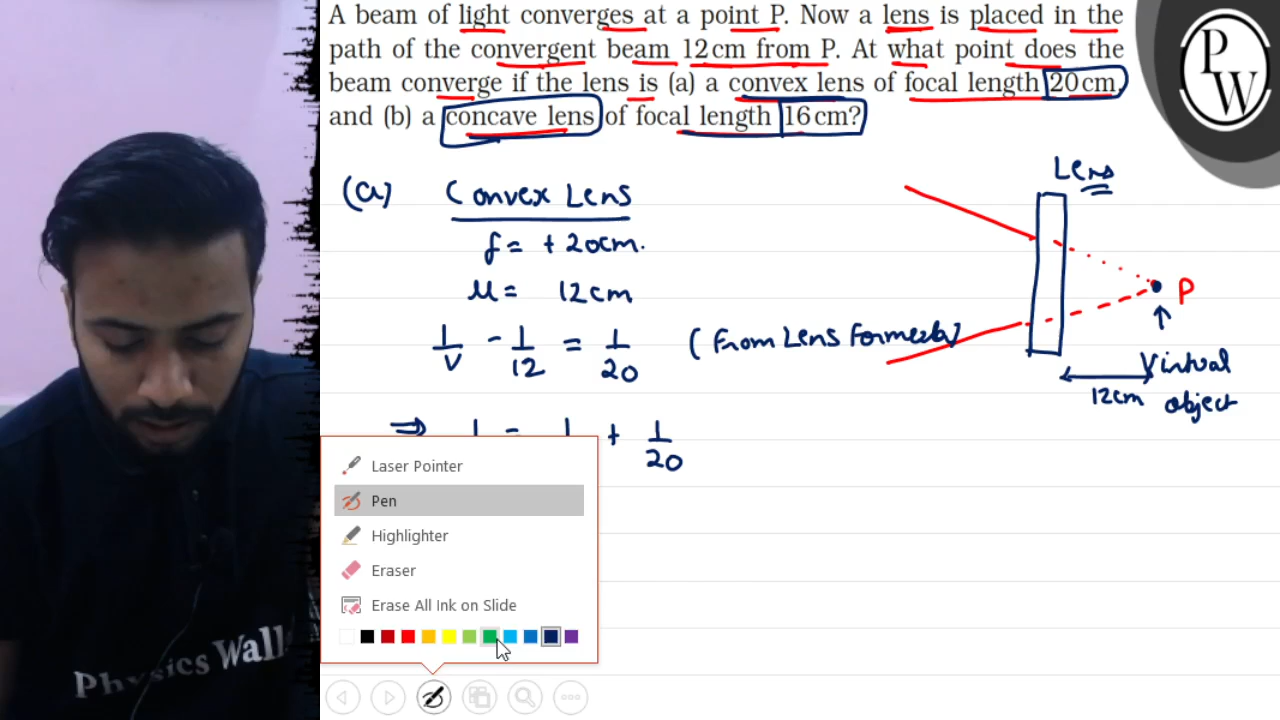 A beam of light converges at a point P. Now a lens is placed in the
path of the convergent beam 12 cm from P. At what point does the
beam converge if the lens is (a) a convex lens of focal length 20 cm,
and (b) a concave lens of focal length 16 cm?
P
W
Lens
(a) Convex Lens
f = + 20cm.
u = 12cm
P
1/v - 1/12 = 1/20 (From Lens Formula)
Virtual
12cm object
⇒ 1 = 1 + 1/20
Laser Pointer
Pen
Highlighter
Eraser
Erase All Ink on Slide
Physics Walla